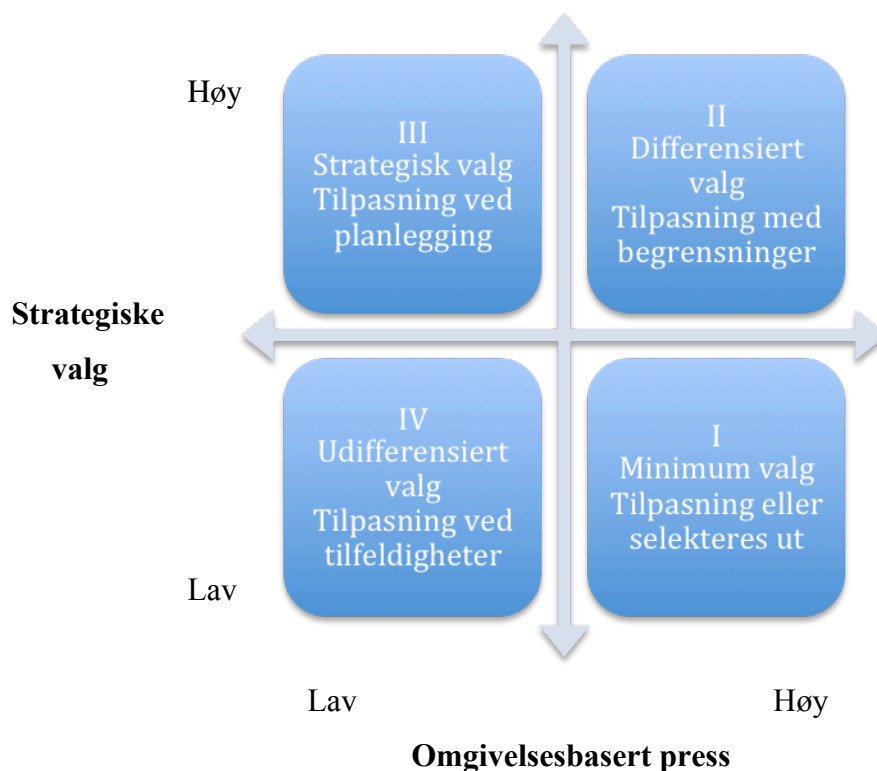 Høy
III
Strategisk valg
Tilpasning ved
planlegging
II
Differensiert
valg
Tilpasning med
begrensninger
Strategiske
valg
IV
Udifferensiert
valg
Tilpasning ved
tilfeldigheter
I
Minimum valg
Tilpasning eller
selekteres ut
Lav
Lav
Høy
Omgivelsesbasert press